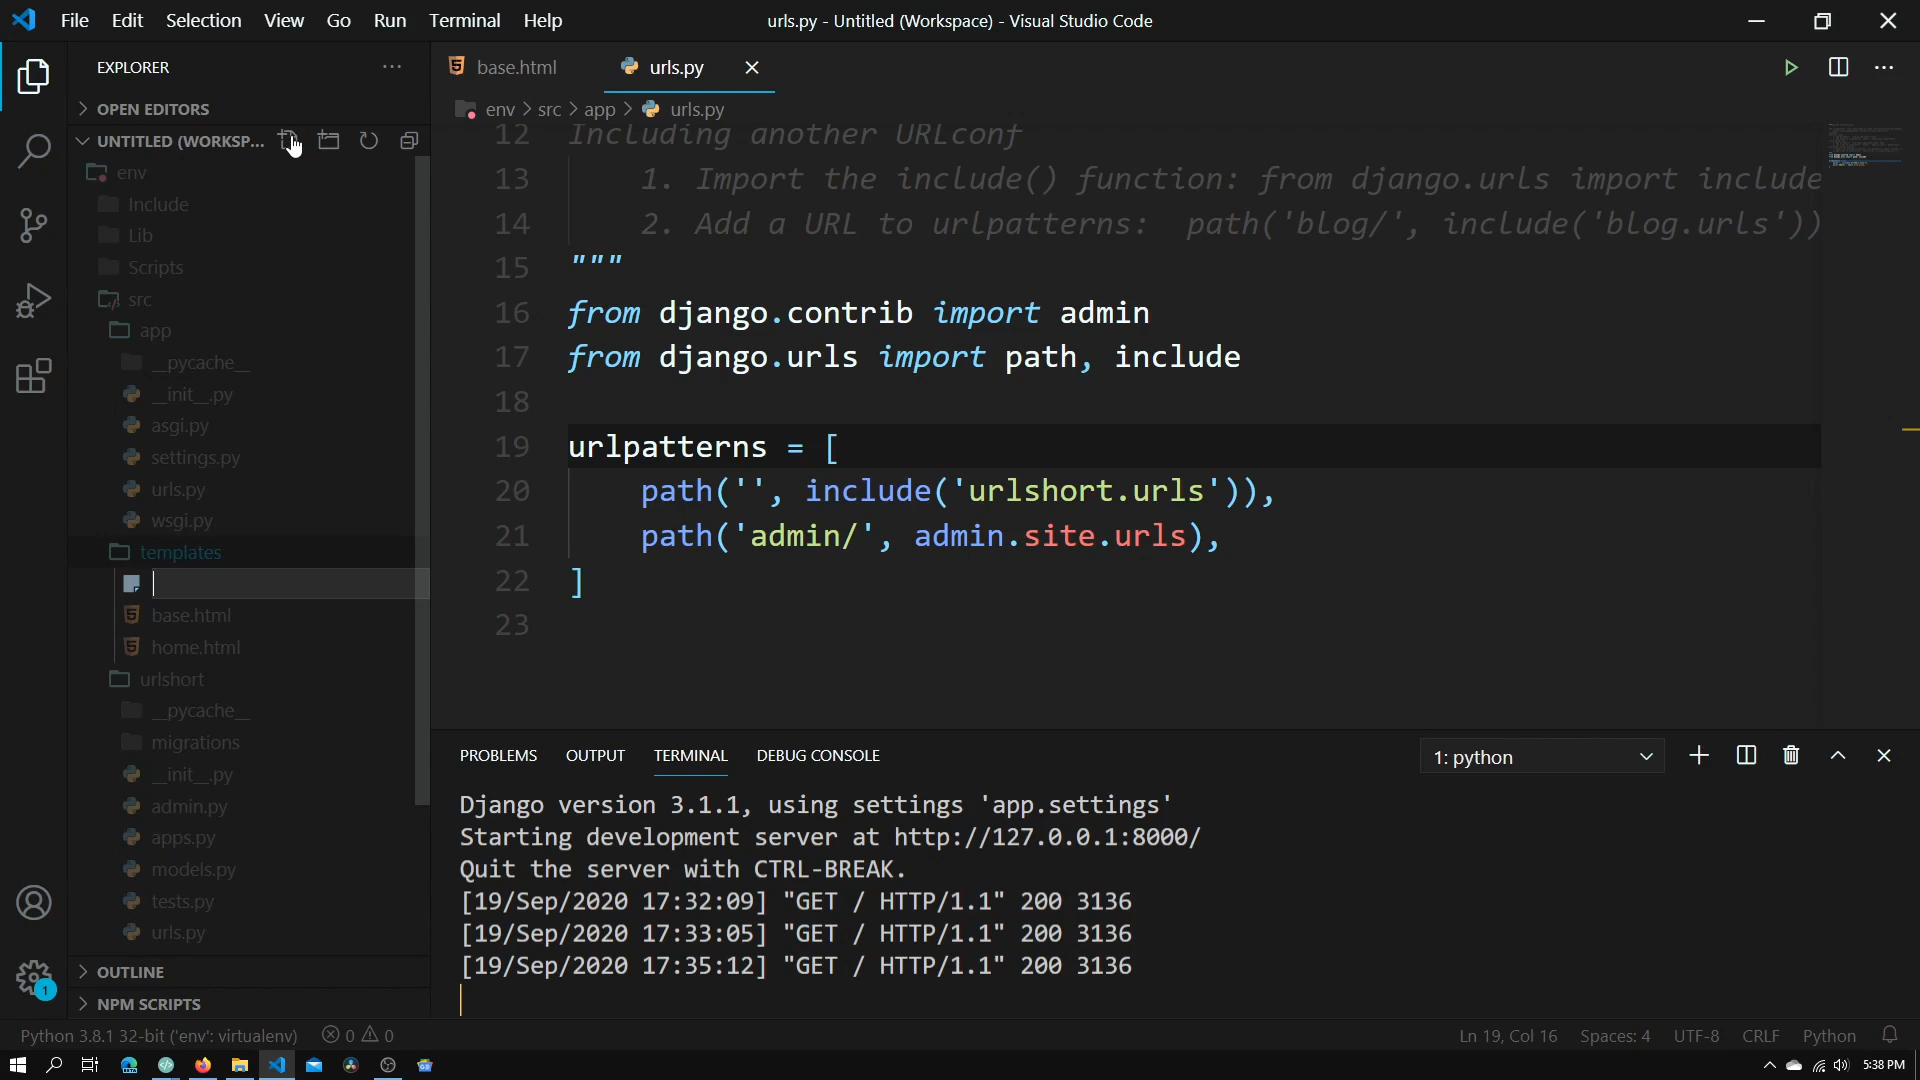 File Edit Selection View Go Run Terminal Help
urls.py - Untitled (Workspace) - Visual Studio Code
EXPLORER
OPEN EDITORS
UNTITLED (WORKSP...
env
Include
Lib
Scripts
src
app
__pycache__
__init__.py
asgi.py
settings.py
urls.py
wsgi.py
templates
base.html
home.html
urlshort
__pycache__
migrations
__init__.py
admin.py
apps.py
models.py
tests.py
urls.py
OUTLINE
NPM SCRIPTS
1
base.html
urls.py
env > src > app > urls.py
12 Including another URLconf
13 1. Import the include() function: from django.urls import include
14 2. Add a URL to urlpatterns:  path('blog/', include('blog.urls'))
15 """
16 from django.contrib import admin
17 from django.urls import path, include
18
19 urlpatterns = [
20 path('', include('urlshort.urls')),
21 path('admin/', admin.site.urls),
22 ]
23
PROBLEMS OUTPUT TERMINAL DEBUG CONSOLE
1: python
Django version 3.1.1, using settings 'app.settings'
Starting development server at http://127.0.0.1:8000/
Quit the server with CTRL-BREAK.
[19/Sep/2020 17:32:09] "GET / HTTP/1.1" 200 3136
[19/Sep/2020 17:33:05] "GET / HTTP/1.1" 200 3136
[19/Sep/2020 17:35:12] "GET / HTTP/1.1" 200 3136
Python 3.8.1 32-bit ('env': virtualenv) 0 0
Ln 19, Col 16 Spaces: 4 UTF-8 CRLF Python
5:38 PM